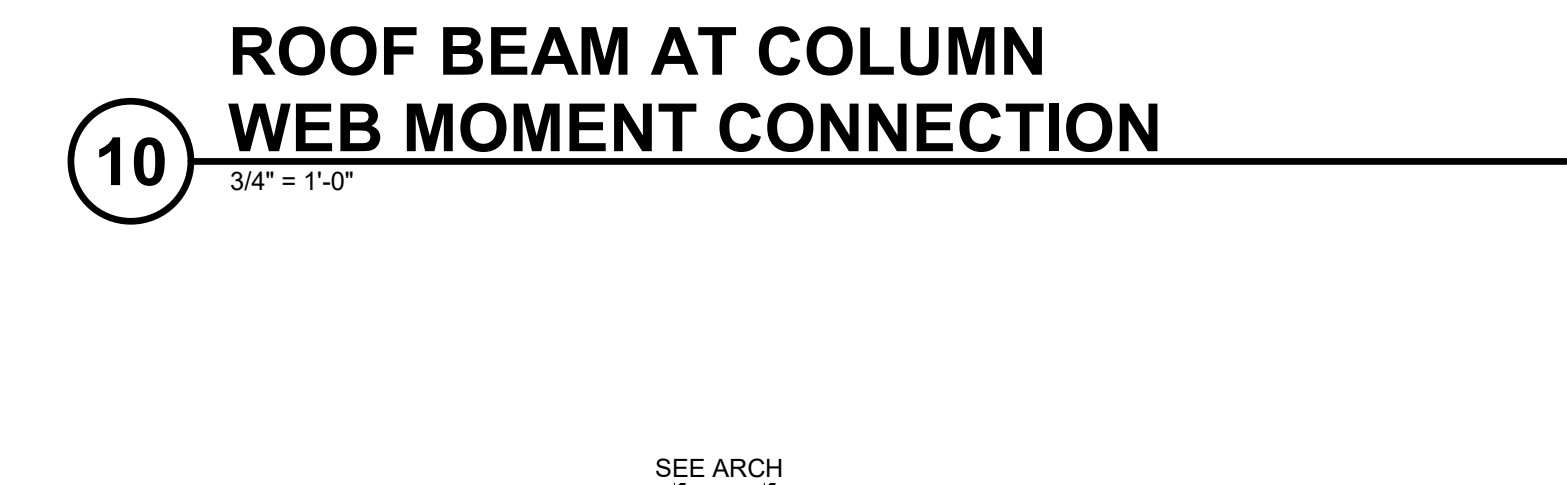 ROOF BEAM AT COLUMN
WEB MOMENT CONNECTION
10
3/4" = 1'-0"
SEE ARCH